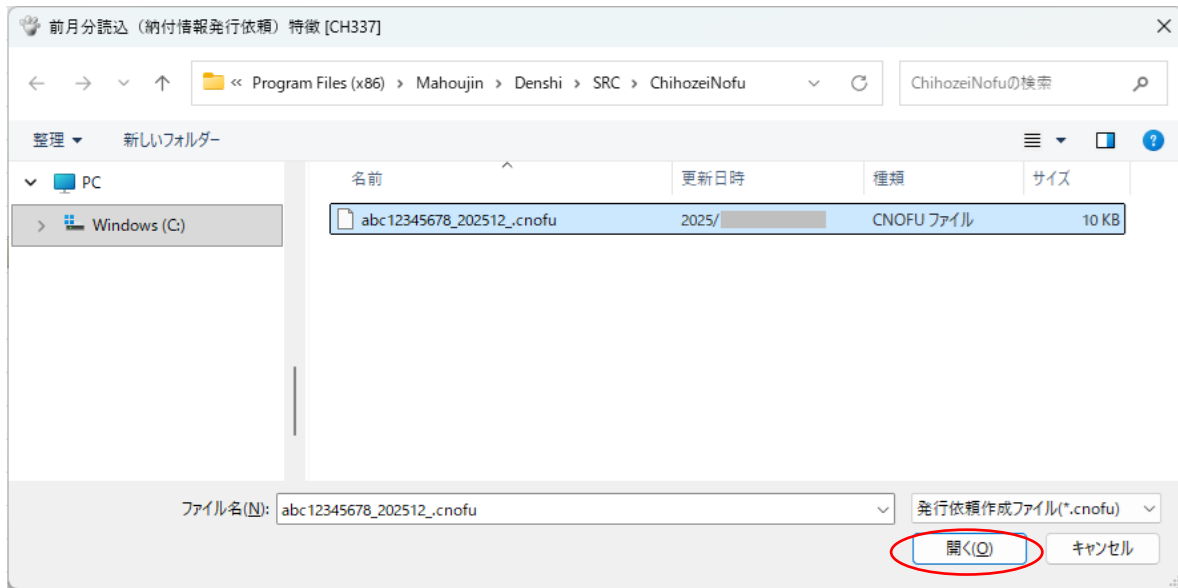 前月分読込（納付情報発行依頼）特徴 [CH337]
« Program Files (x86) › Mahoujin › Denshi › SRC › ChihozeiNofu
ChihozeiNofuの検索
整理 新しいフォルダー
PC
Windows (C:)
名前 更新日時 種類 サイズ
abc12345678_202512_.cnofu 2025/ CNOFU ファイル 10 KB
ファイル名(N): abc12345678_202512_.cnofu 発行依頼作成ファイル(*.cnofu)
開く(O) キャンセル